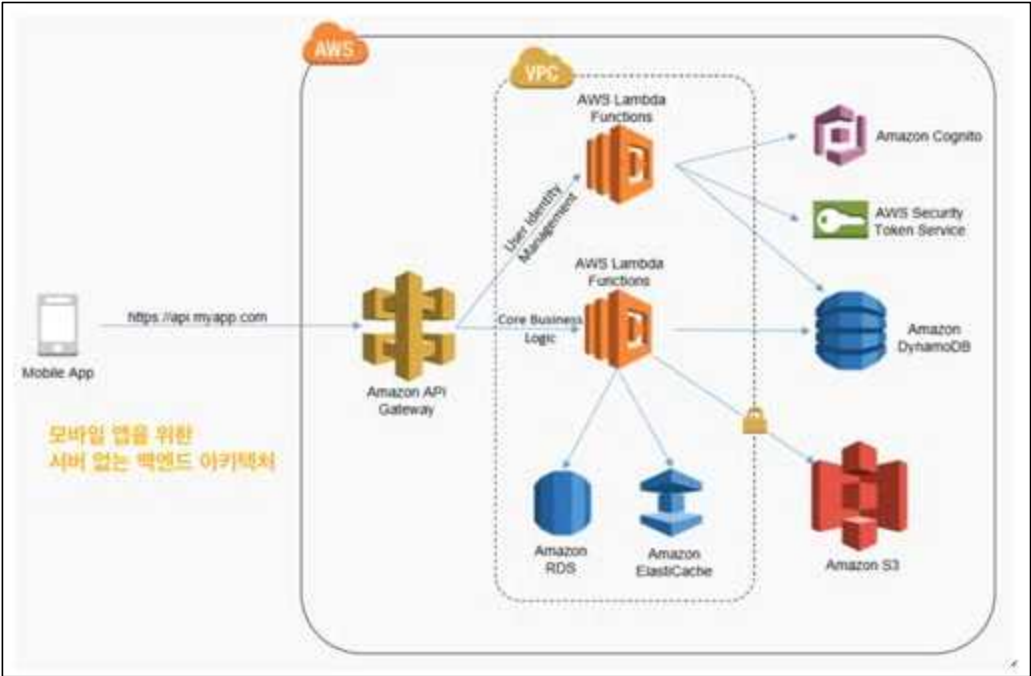 AWS
VPC
AWS Lambda
Functions
Amazon Cognito
User Identity
Management
AWS Security
Token Service
AWS Lambda
Functions
https://api.myapp.com
Core Business
Logic
Amazon
DynamoDB
Mobile App
Amazon API
Gateway
모바일 앱을 위한
서버 없는 백엔드 아키텍처
Amazon
RDS
Amazon
ElastiCache
Amazon S3